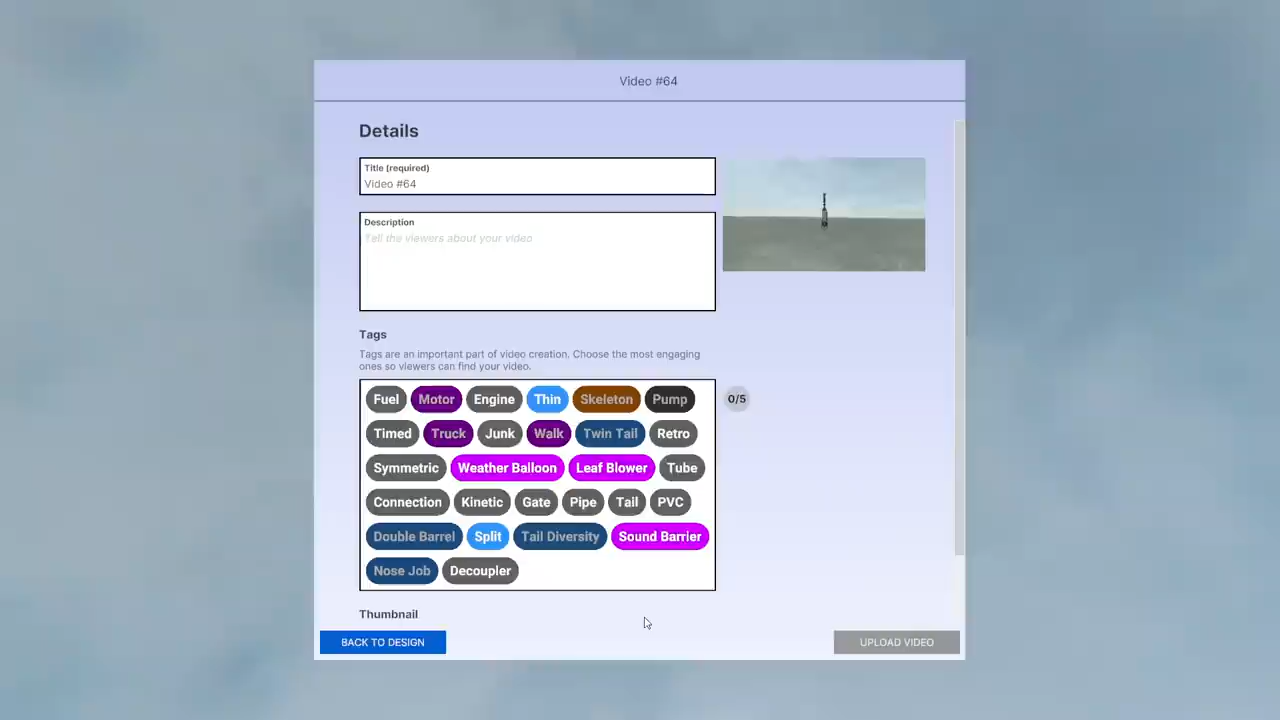 Video #64
Details
Title (required)
Video #64
Description
Tell the viewers about your video
Tags
Tags are an important part of video creation. Choose the most engaging
ones so viewers can find your video.
Fuel Motor Engine Thin Skeleton Pump 0/5
Timed Truck Junk Walk Twin Tail Retro
Symmetric Weather Balloon Leaf Blower Tube
Connection Kinetic Gate Pipe Tail PVC
Double Barrel Split Tail Diversity Sound Barrier
Nose Job Decoupler
Thumbnail
BACK TO DESIGN UPLOAD VIDEO